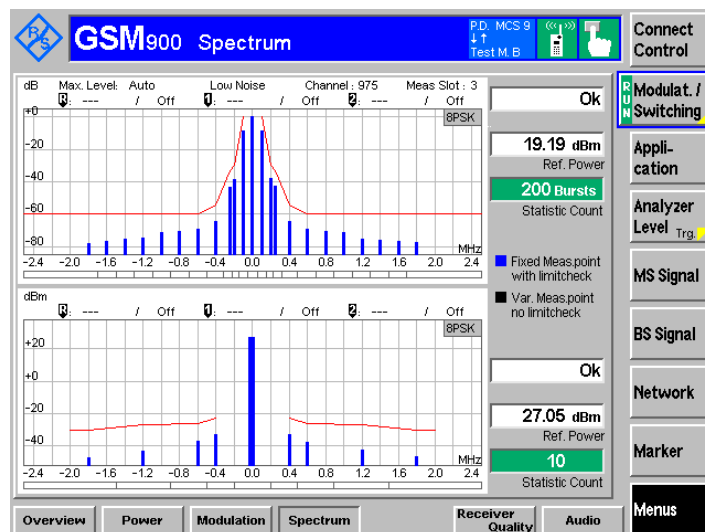 R S
GSM900 Spectrum
P.D. MCS 9
Test M. B
Connect
Control
dB Max. Level: Auto Low Noise Channel : 975 Meas Slot : 3
R: --- / Off 1: --- / Off 2: --- / Off
8PSK
+0
-20
-40
-60
-80
MHz
-2.4 -2.0 -1.6 -1.2 -0.8 -0.4 0.0 0.4 0.8 1.2 1.6 2.0 2.4
Ok
19.19 dBm
Ref. Power
200 Bursts
Statistic Count
Fixed Meas.point
with limitcheck
Var. Meas.point
no limitcheck
dBm
R: --- / Off 1: --- / Off 2: --- / Off
8PSK
+20
+0
-20
-40
MHz
-2.4 -2.0 -1.6 -1.2 -0.8 -0.4 0.0 0.4 0.8 1.2 1.6 2.0 2.4
Ok
27.05 dBm
Ref. Power
10
Statistic Count
RUN
Modulat. /
Switching
Appli-
cation
Analyzer
Level Trg.
MS Signal
BS Signal
Network
Marker
Menus
Overview Power Modulation Spectrum Receiver
Quality Audio